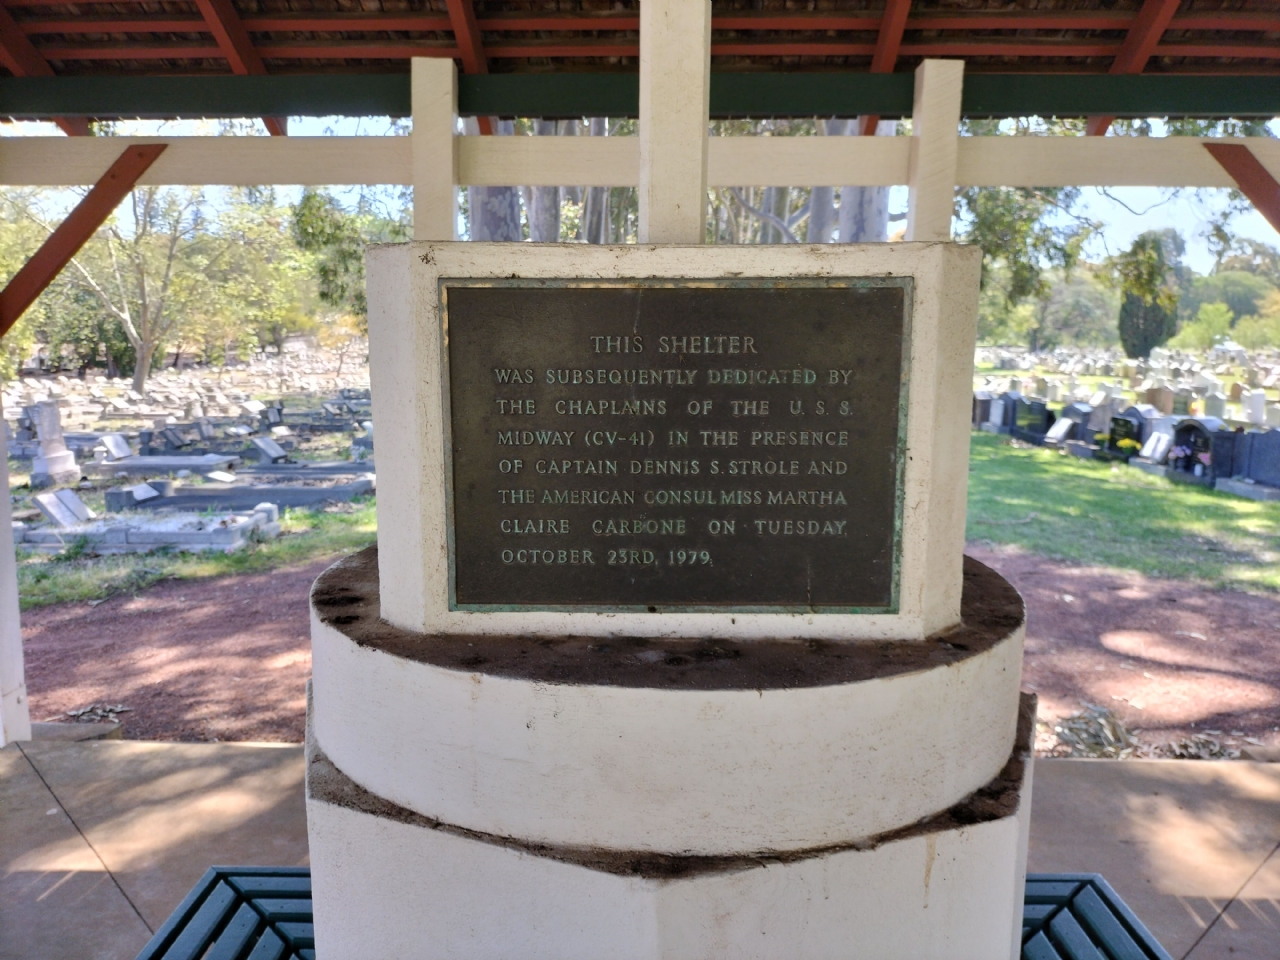 THIS SHELTER
WAS SUBSEQUENTLY DEDICATED BY
THE CHAPLAINS OF THE U. S. S.
MIDWAY (CV-41) IN THE PRESENCE
OF CAPTAIN DENNIS S. STROLE AND
THE AMERICAN CONSUL MISS MARTHA
CLAIRE CARBONE ON TUESDAY,
OCTOBER 23RD, 1979.